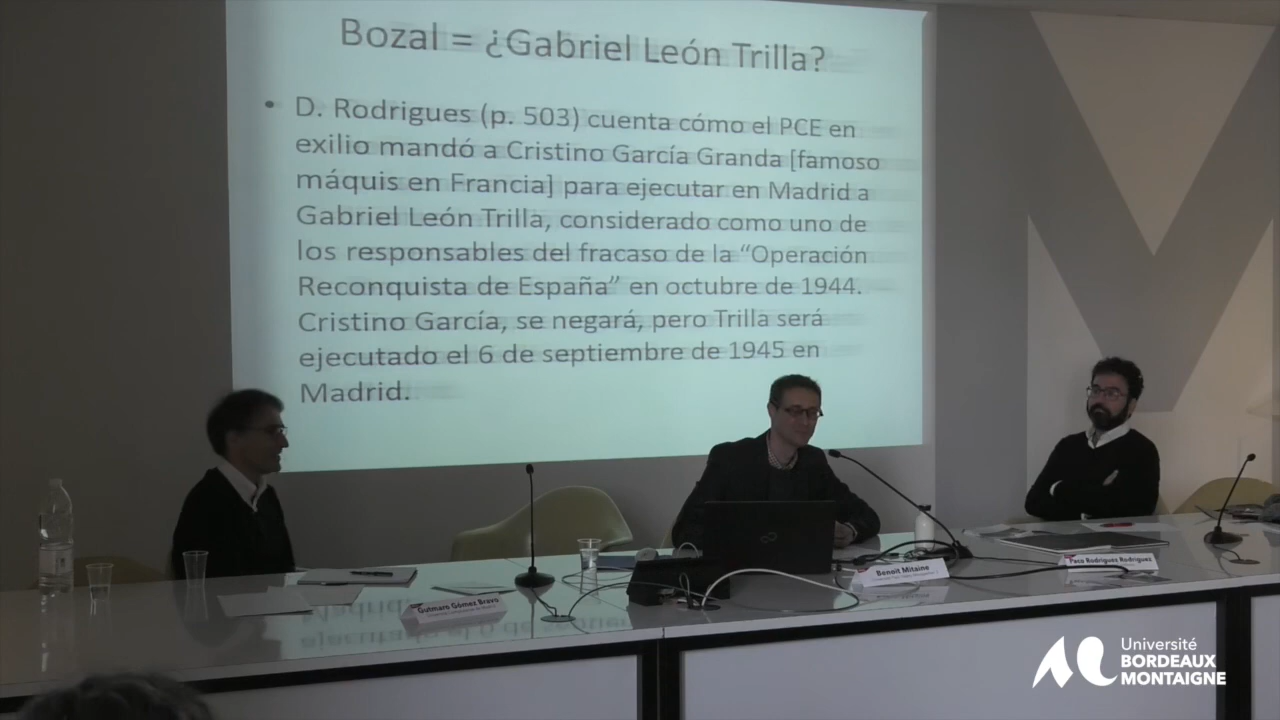 Bozal = ¿Gabriel León Trilla?
• D. Rodrigues (p. 503) cuenta cómo el PCE en
exilio mandó a Cristino García Granda [famoso
máquis en Francia] para ejecutar en Madrid a
Gabriel León Trilla, considerado como uno de
los responsables del fracaso de la “Operación
Reconquista de España” en octubre de 1944.
Cristino García, se negará, pero Trilla será
ejecutado el 6 de septiembre de 1945 en
Madrid.
Gutmaro Gómez Bravo
Benoit Mitaine
Paco Rodriguez Rodriguez
Université
BORDEAUX
MONTAIGNE